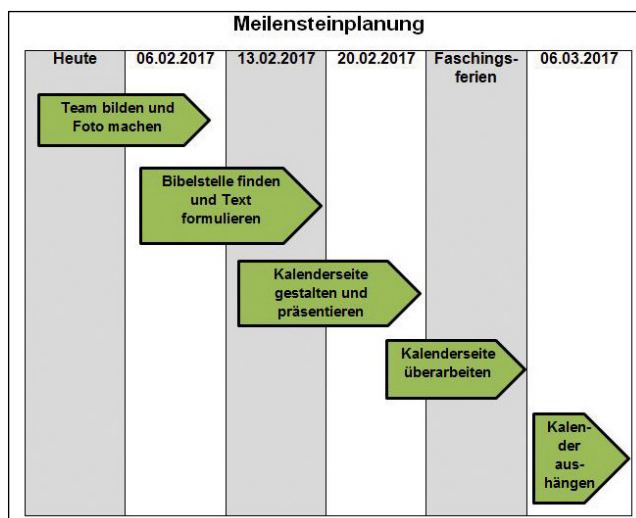 Meilensteinplanung
Heute
06.02.2017
13.02.2017
20.02.2017
Faschings-
ferien
06.03.2017
Team bilden und
Foto machen
Bibelstelle finden
und Text
formulieren
Kalenderseite
gestalten und
präsentieren
Kalenderseite
überarbeiten
Kalen-
der
aus-
hängen